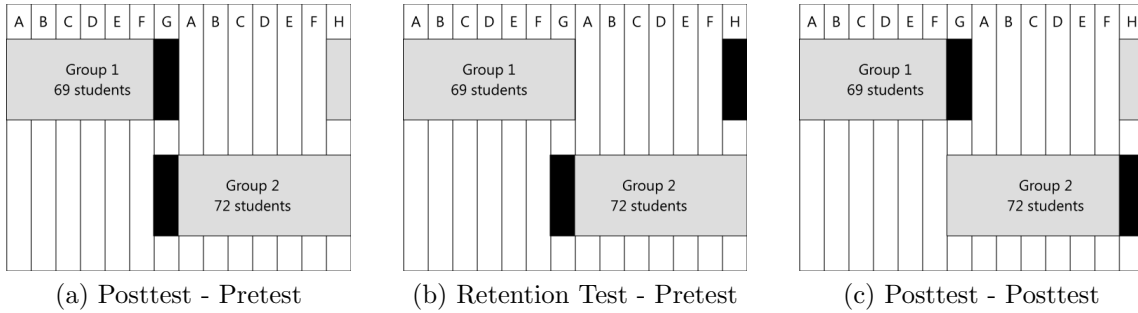 A B C D E F G A B C D E F H
Group 1
69 students
Group 2
72 students
(a) Posttest - Pretest
A B C D E F G A B C D E F H
Group 1
69 students
Group 2
72 students
(b) Retention Test - Pretest
A B C D E F G A B C D E F H
Group 1
69 students
Group 2
72 students
(c) Posttest - Posttest